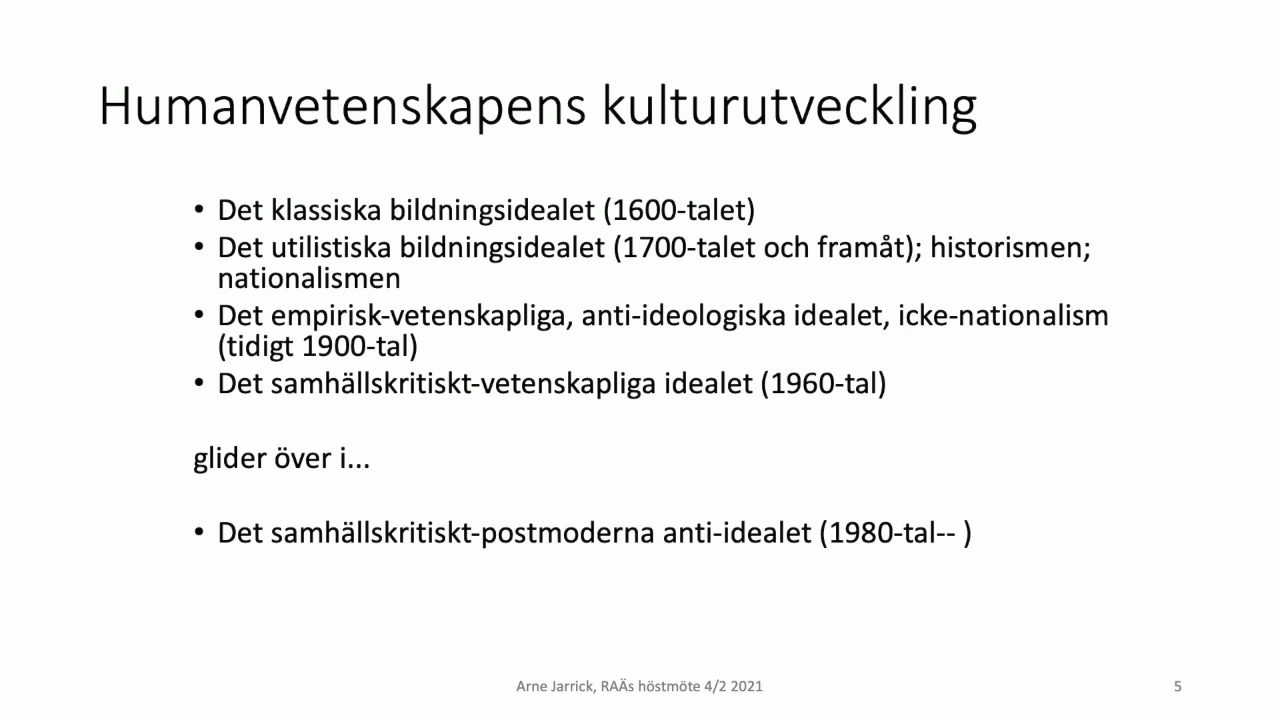 Humanvetenskapens kulturutveckling
• Det klassiska bildningsidealet (1600-talet)
• Det utilistiska bildningsidealet (1700-talet och framåt); historismen;
nationalismen
• Det empirisk-vetenskapliga, anti-ideologiska idealet, icke-nationalism
(tidigt 1900-tal)
• Det samhällskritiskt-vetenskapliga idealet (1960-tal)
glider över i...
• Det samhällskritiskt-postmoderna anti-idealet (1980-tal-- )
Arne Jarrick, RAÄs höstmöte 4/2 2021
5